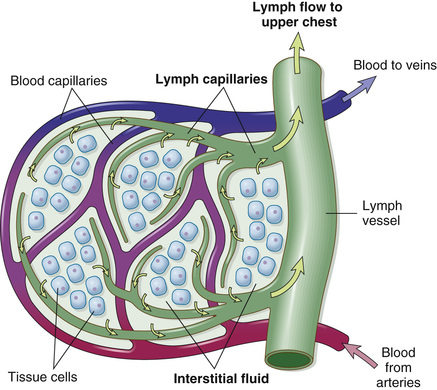 Lymph flow to
upper chest
Blood to veins
Blood capillaries
Lymph capillaries
Lymph
vessel
Blood
from
arteries
Tissue cells
Interstitial fluid